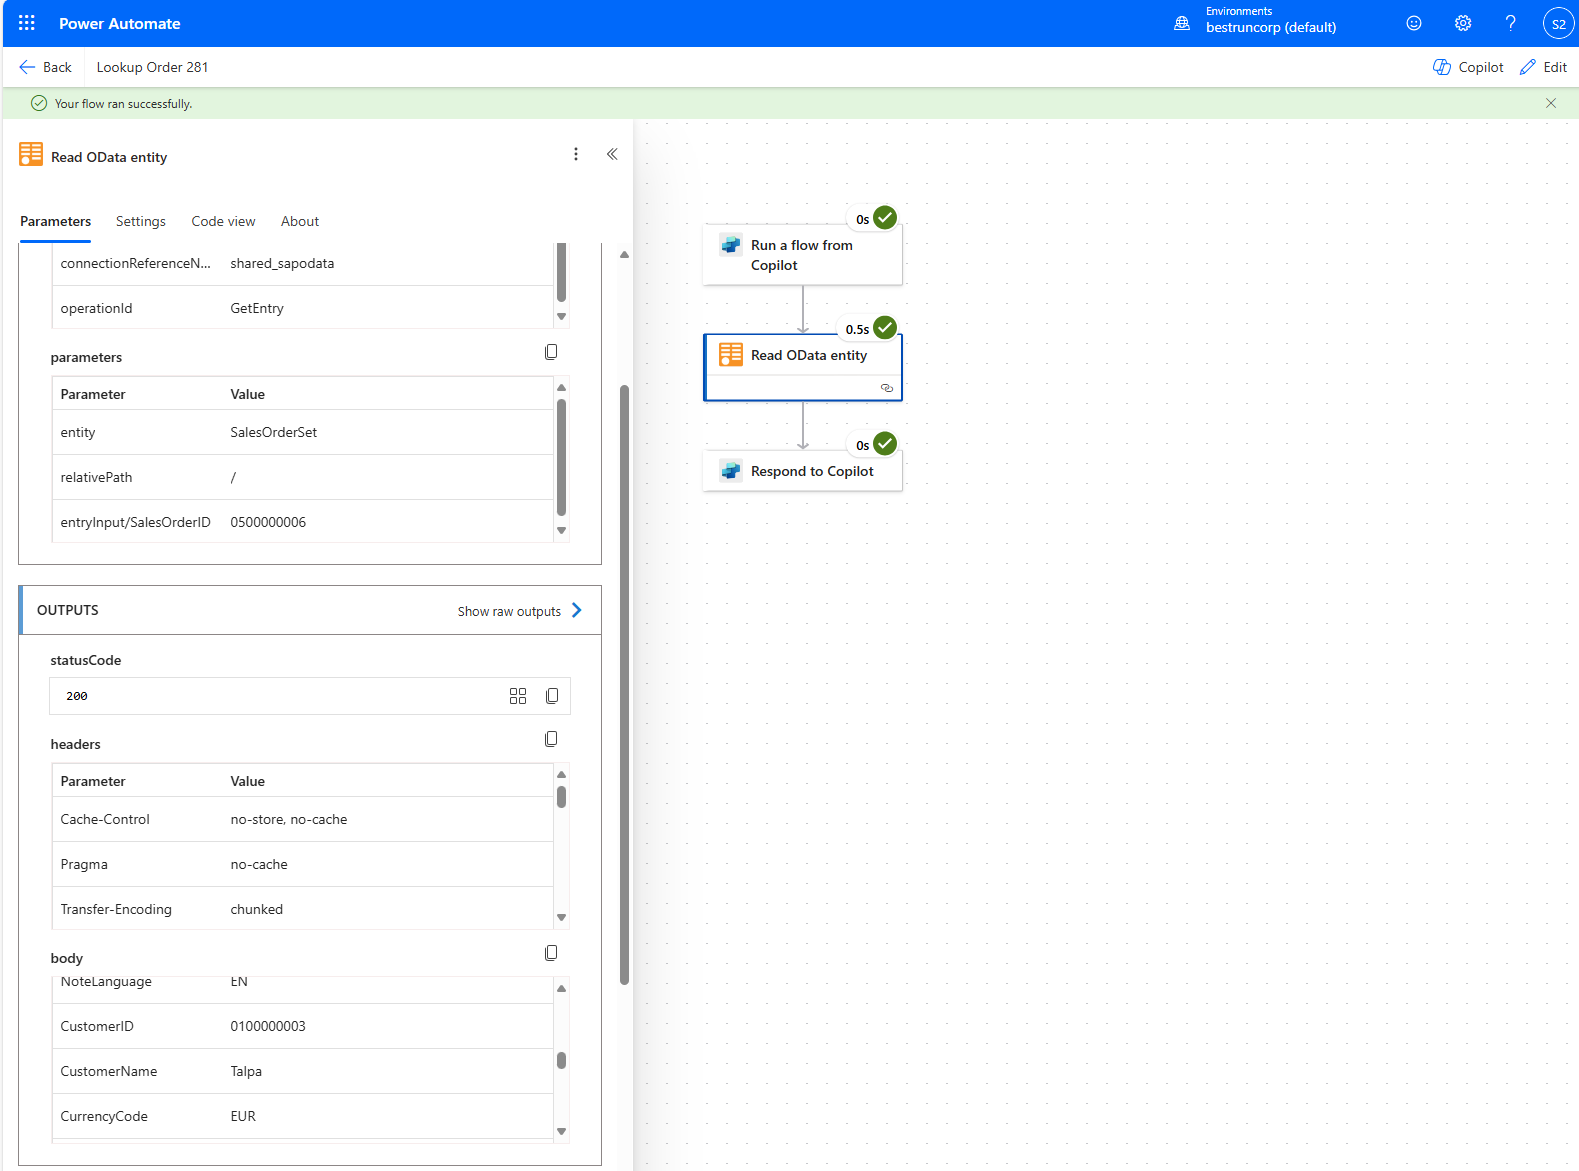 Power Automate
Environments
bestruncorp (default)
?
S2
Back
Lookup Order 281
Copilot
Edit
Your flow ran successfully.
Read OData entity
Parameters
Settings
Code view
About
connectionReferenceN...
shared_sapodata
operationId
GetEntry
parameters
Parameter
Value
entity
SalesOrderSet
relativePath
/
entryInput/SalesOrderID
0500000006
OUTPUTS
Show raw outputs
statusCode
200
headers
Parameter
Value
Cache-Control
no-store, no-cache
Pragma
no-cache
Transfer-Encoding
chunked
body
NoteLanguage
EN
CustomerID
0100000003
CustomerName
Talpa
CurrencyCode
EUR
0s
Run a flow from
Copilot
0.5s
Read OData entity
0s
Respond to Copilot